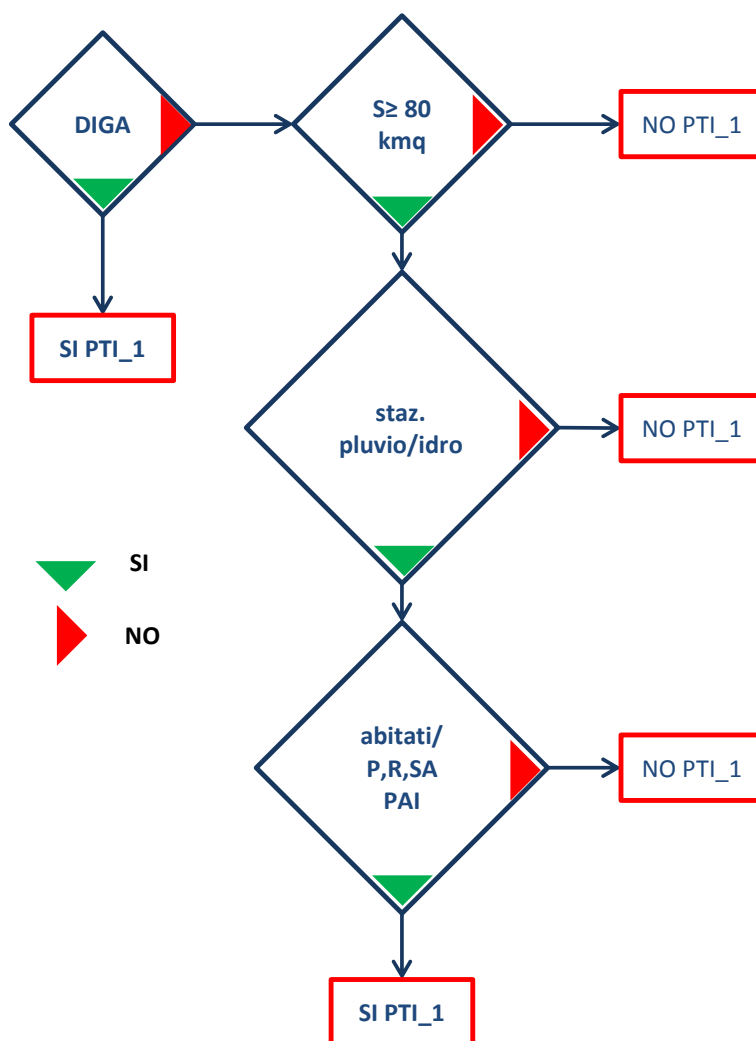 DIGA
S≥ 80
kmq
NO PTI_1
SI PTI_1
staz.
pluvio/idro
NO PTI_1
SI
NO
abitati/
P,R,SA
PAI
NO PTI_1
SI PTI_1